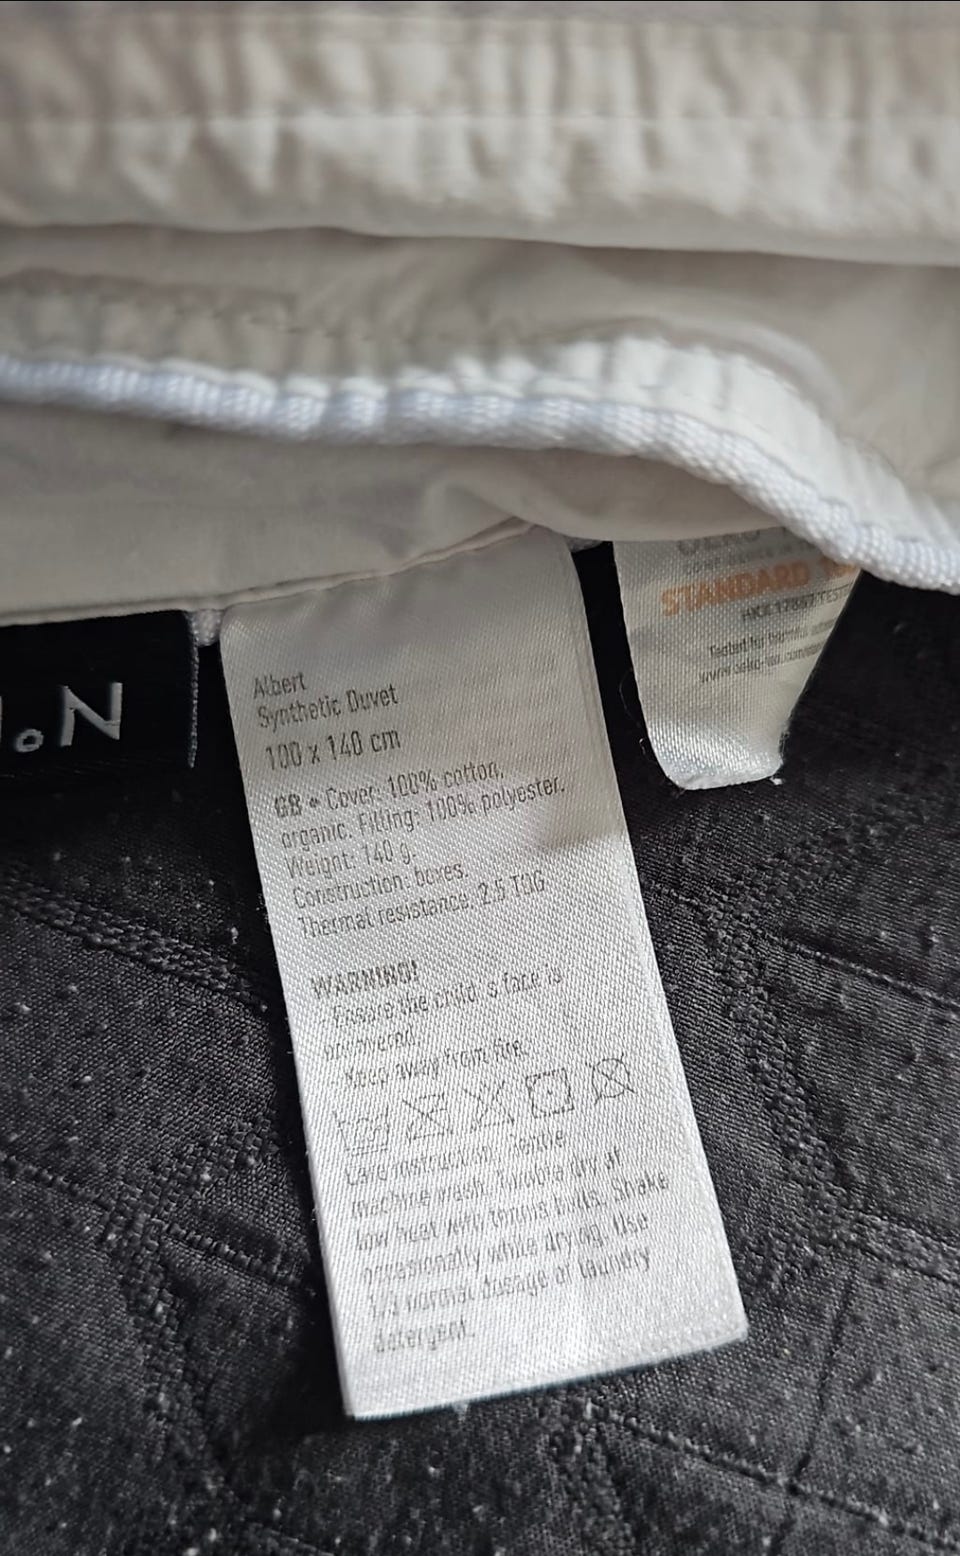 .N
Albert
Synthetic Duvet
100 x 140 cm
GB • Cover: 100% cotton,
organic. Filling: 100% polyester.
Weight: 140 g.
Construction: boxes.
Thermal resistance: 2.5 TOG
WARNING!
Ensure the child's face is
uncovered.
- Keep away from fire.
Care instruction: Gentle
machine wash. Tumble dry at
low heat with tennis balls. Shake
occasionally while drying. Use
1/3 normal dosage of laundry
detergent.
STANDARD
Tested for harmful